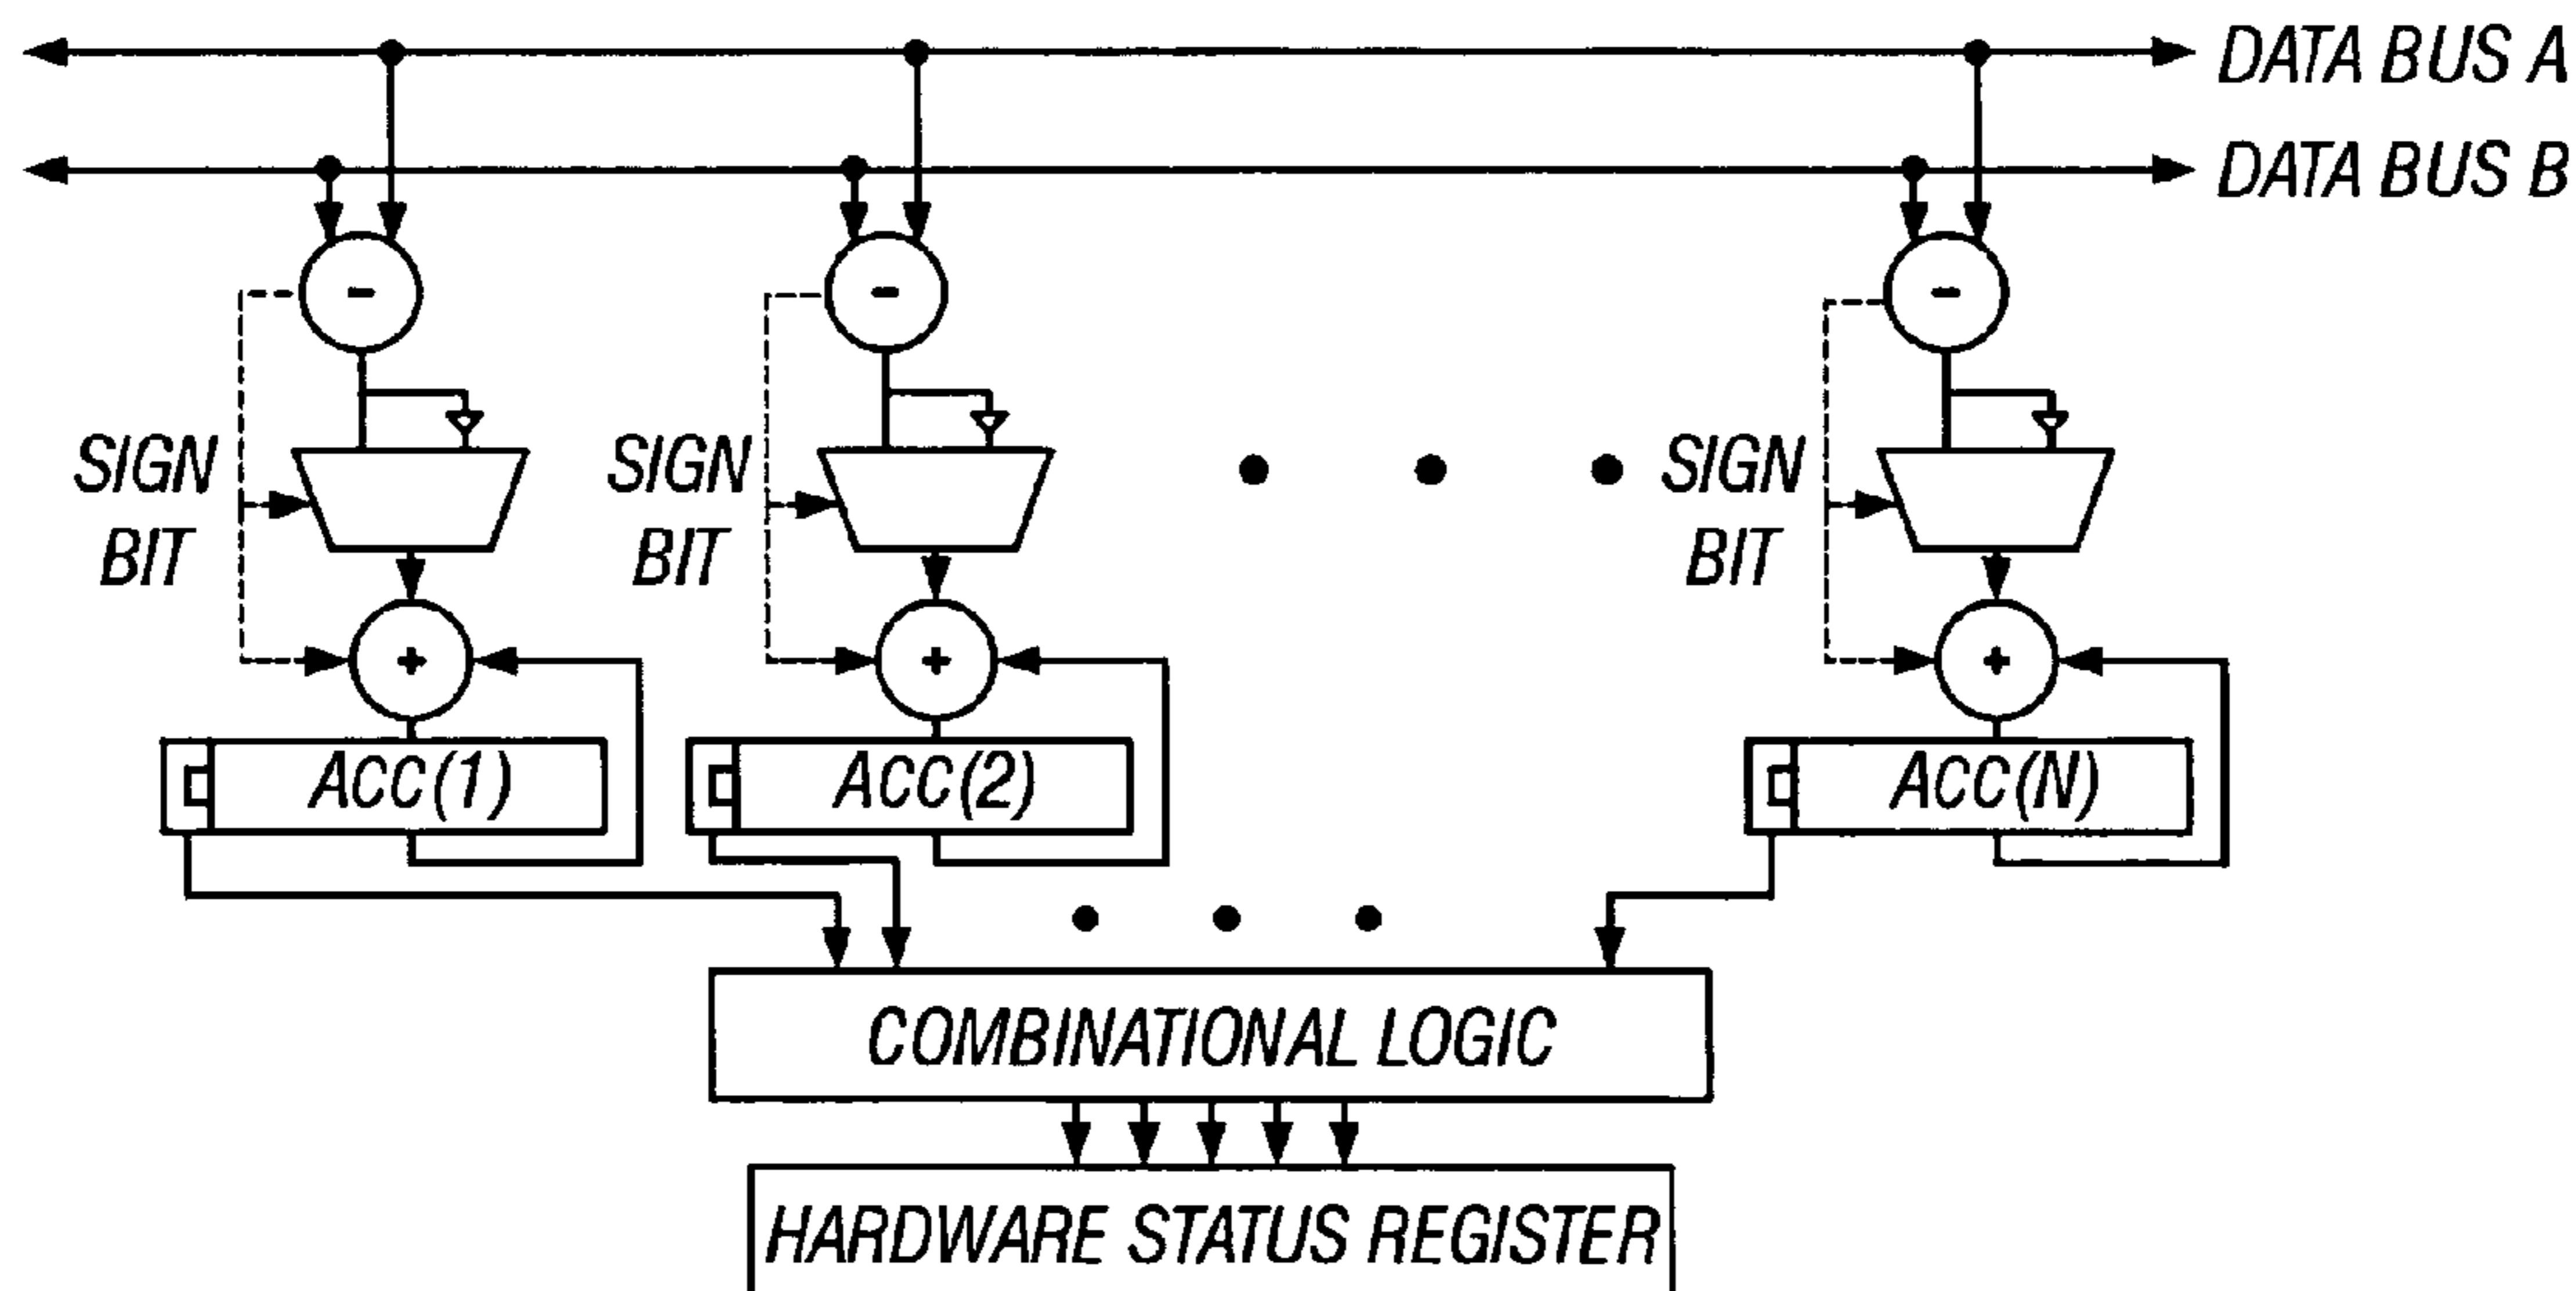 DATA BUS A
DATA BUS B
-
-
-
SIGN
BIT
SIGN
BIT
SIGN
BIT
+
+
+
ACC(1)
ACC(2)
ACC(N)
COMBINATIONAL LOGIC
HARDWARE STATUS REGISTER